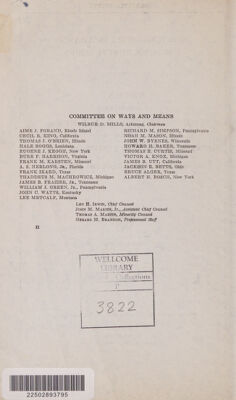 COMMITTEE ON WAYS AND MEANS
WILBUR D. MILLS, Arkansas, Chairman
AIME J. FORAND, Rhode Island
CECIL R. KING, California
THOMAS J. O'BRIEN, Illinois
HALE BOGGS, Louisiana
EUGENE J. KEOGH, New York
BURR P. HARRISON, Virginia
FRANK M. KARSTEN, Missouri
A. S. HERLONG, Jr., Florida
FRANK IKARD, Texas
THADDEUS M. MACHROWICZ, Michigan
JAMES B. FRAZIER, Jr., Tennessee
WILLIAM J. GREEN, Jr., Pennsylvania
JOHN C. WATTS, Kentucky
LEE METCALF, Montana
RICHARD M. SIMPSON, Pennsylvania
NOAH M. MASON, Illinois
JOHN W. BYRNES, Wisconsin
HOWARD H. BAKER, Tennessee
THOMAS B. CURTIS, Missouri
VICTOR A. KNOX, Michigan
JAMES B. UTT, California
JACKSON E. BETTS, Ohio
BRUCE ALGER, Texas
ALBERT H. BOSCH, New York
LEO H. IRWIN, Chief Counsel
JOHN M. MARTIN, Jr., Assistant Chief Counsel
THOMAS A. MARTIN, Minority Counsel
GERARD M. BRANNON, Professional Staff
II
WELLCOME
LIBRARY
Collections
P
3822
22502893795